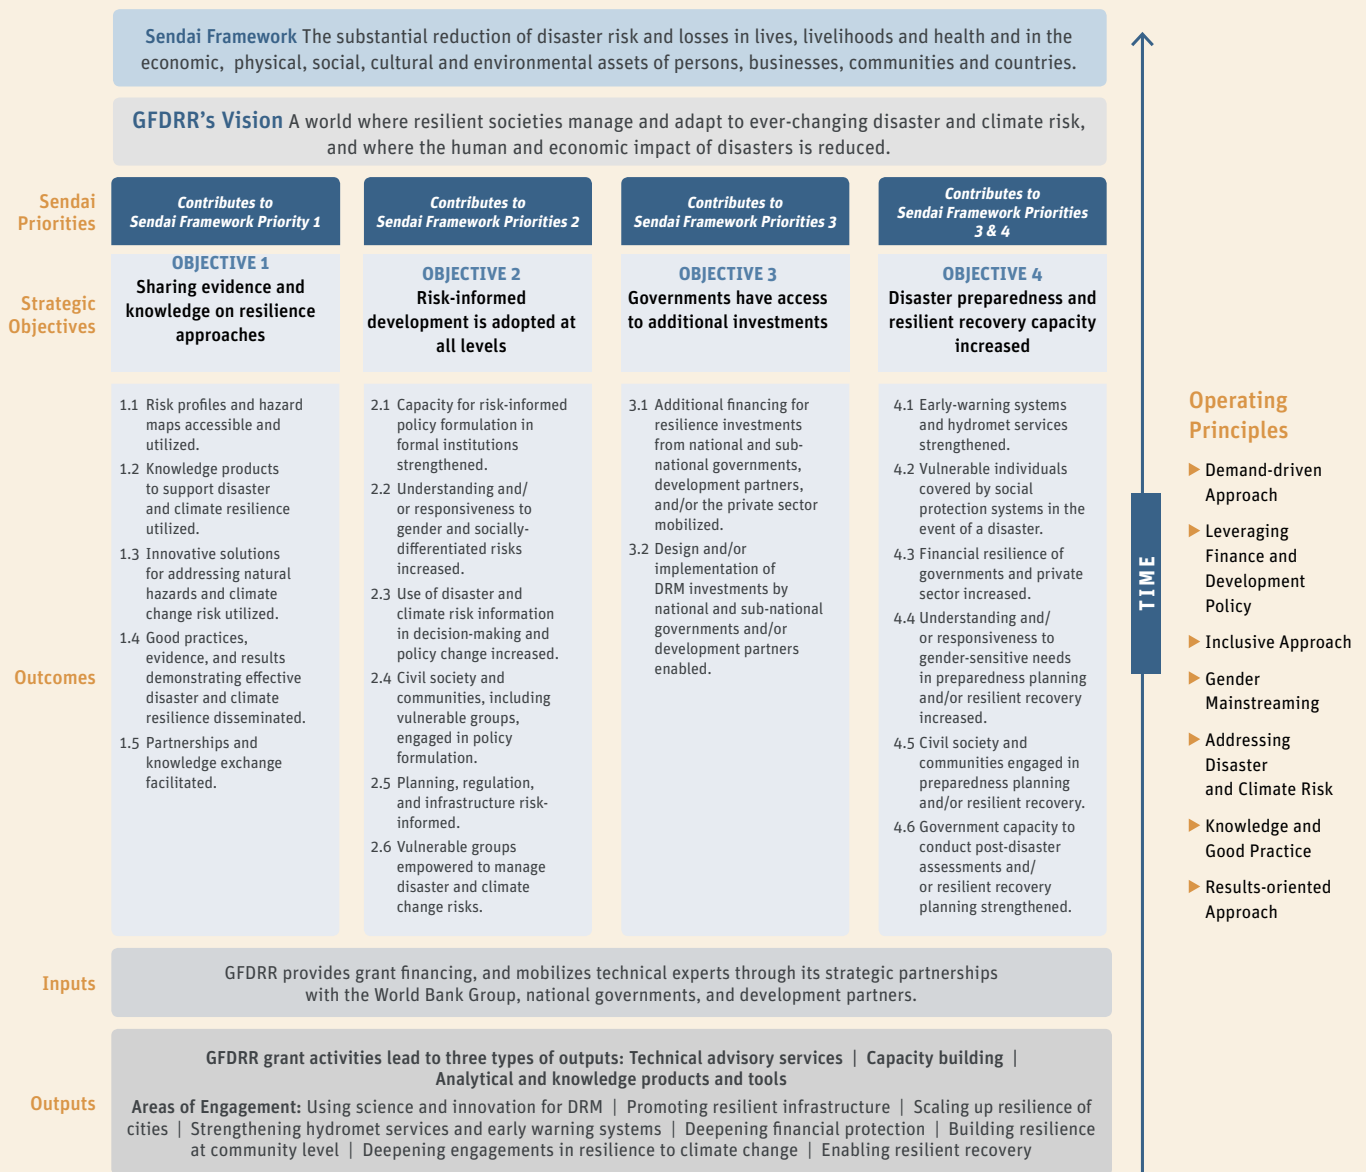 Sendai Framework The substantial reduction of disaster risk and losses in lives, livelihoods and health and in the
economic, physical, social, cultural and environmental assets of persons, businesses, communities and countries.
GFDRR's Vision A world where resilient societies manage and adapt to ever-changing disaster and climate risk,
and where the human and economic impact of disasters is reduced.
Sendai
Priorities
Contributes to
Sendai Framework Priority 1
Contributes to
Sendai Framework Priorities 2
Contributes to
Sendai Framework Priorities 3
Contributes to
Sendai Framework Priorities
3 & 4
Strategic
Objectives
OBJECTIVE 1
Sharing evidence and
knowledge on resilience
approaches
OBJECTIVE 2
Risk-informed
development is adopted at
all levels
OBJECTIVE 3
Governments have access
to additional investments
OBJECTIVE 4
Disaster preparedness and
resilient recovery capacity
increased
Outcomes
1.1 Risk profiles and hazard
maps accessible and
utilized.
1.2 Knowledge products
to support disaster
and climate resilience
utilized.
1.3 Innovative solutions
for addressing natural
hazards and climate
change risk utilized.
1.4 Good practices,
evidence, and results
demonstrating effective
disaster and climate
resilience disseminated.
1.5 Partnerships and
knowledge exchange
facilitated.
2.1 Capacity for risk-informed
policy formulation in
formal institutions
strengthened.
2.2 Understanding and/
or responsiveness to
gender and socially-
differentiated risks
increased.
2.3 Use of disaster and
climate risk information
in decision-making and
policy change increased.
2.4 Civil society and
communities, including
vulnerable groups,
engaged in policy
formulation.
2.5 Planning, regulation,
and infrastructure risk-
informed.
2.6 Vulnerable groups
empowered to manage
disaster and climate
change risks.
3.1 Additional financing for
resilience investments
from national and sub-
national governments,
development partners,
and/or the private sector
mobilized.
3.2 Design and/or
implementation of
DRM investments by
national and sub-national
governments and/or
development partners
enabled.
4.1 Early-warning systems
and hydromet services
strengthened.
4.2 Vulnerable individuals
covered by social
protection systems in the
event of a disaster.
4.3 Financial resilience of
governments and private
sector increased.
4.4 Understanding and/
or responsiveness to
gender-sensitive needs
in preparedness planning
and/or resilient recovery
increased.
4.5 Civil society and
communities engaged in
preparedness planning
and/or resilient recovery.
4.6 Government capacity to
conduct post-disaster
assessments and/
or resilient recovery
planning strengthened.
Inputs
GFDRR provides grant financing, and mobilizes technical experts through its strategic partnerships
with the World Bank Group, national governments, and development partners.
Outputs
GFDRR grant activities lead to three types of outputs: Technical advisory services | Capacity building |
Analytical and knowledge products and tools
Areas of Engagement: Using science and innovation for DRM | Promoting resilient infrastructure | Scaling up resilience of
cities | Strengthening hydromet services and early warning systems | Deepening financial protection | Building resilience
at community level | Deepening engagements in resilience to climate change | Enabling resilient recovery
TIME
Operating
Principles
Demand-driven
Approach
Leveraging
Finance and
Development
Policy
Inclusive Approach
Gender
Mainstreaming
Addressing
Disaster
and Climate Risk
Knowledge and
Good Practice
Results-oriented
Approach